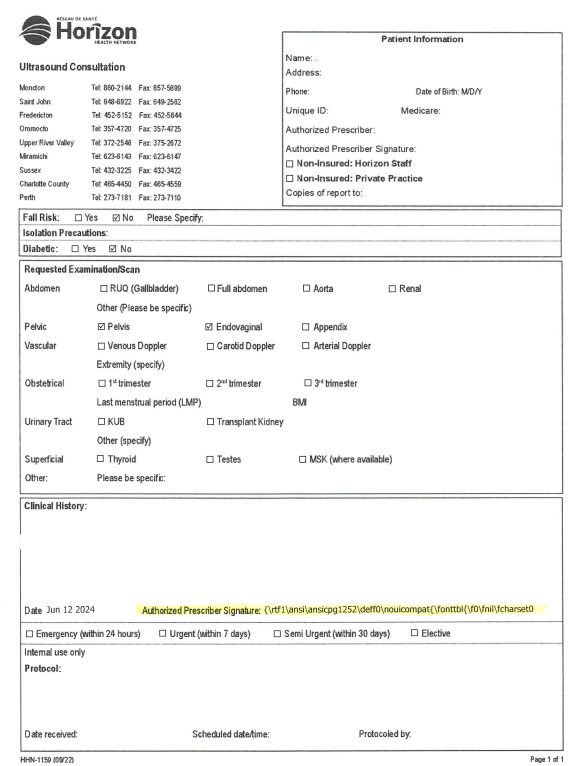 RÉSEAU DE SANTÉ
Horizon
HEALTH NETWORK
Ultrasound Consultation
Moncton Tel: 860-2144 Fax: 857-5699
Saint John Tel: 648-6922 Fax: 649-2562
Fredericton Tel: 452-5152 Fax: 452-5644
Oromocto Tel: 357-4720 Fax: 357-4725
Upper River Valley Tel: 372-2546 Fax: 375-2672
Miramichi Tel: 623-6143 Fax: 623-6147
Sussex Tel: 432-3225 Fax: 432-3422
Charlotte County Tel: 465-4450 Fax: 465-4559
Perth Tel: 273-7181 Fax: 273-7110
Patient Information
Name: .
Address:
Phone: Date of Birth: M/D/Y
Unique ID: Medicare:
Authorized Prescriber:
Authorized Prescriber Signature:
☐ Non-Insured: Horizon Staff
☐ Non-Insured: Private Practice
Copies of report to:
Fall Risk: ☐ Yes ☑ No Please Specify:
Isolation Precautions:
Diabetic: ☐ Yes ☑ No
Requested Examination/Scan
Abdomen ☐ RUQ (Gallbladder) ☐ Full abdomen ☐ Aorta ☐ Renal
Other (Please be specific)
Pelvic ☑ Pelvis ☑ Endovaginal ☐ Appendix
Vascular ☐ Venous Doppler ☐ Carotid Doppler ☐ Arterial Doppler
Extremity (specify)
Obstetrical ☐ 1st trimester ☐ 2nd trimester ☐ 3rd trimester
Last menstrual period (LMP) BMI
Urinary Tract ☐ KUB ☐ Transplant Kidney
Other (specify)
Superficial ☐ Thyroid ☐ Testes ☐ MSK (where available)
Other: Please be specific:
Clinical History:
Date Jun 12 2024 Authorized Prescriber Signature: {\rtf1\ansi\ansicpg1252\deff0\nouicompat{\fonttbl{\f0\fnil\fcharset0
☐ Emergency (within 24 hours) ☐ Urgent (within 7 days) ☐ Semi Urgent (within 30 days) ☐ Elective
Internal use only
Protocol:
Date received: Scheduled date/time: Protocoled by:
HHN-1159 (09/22) Page 1 of 1